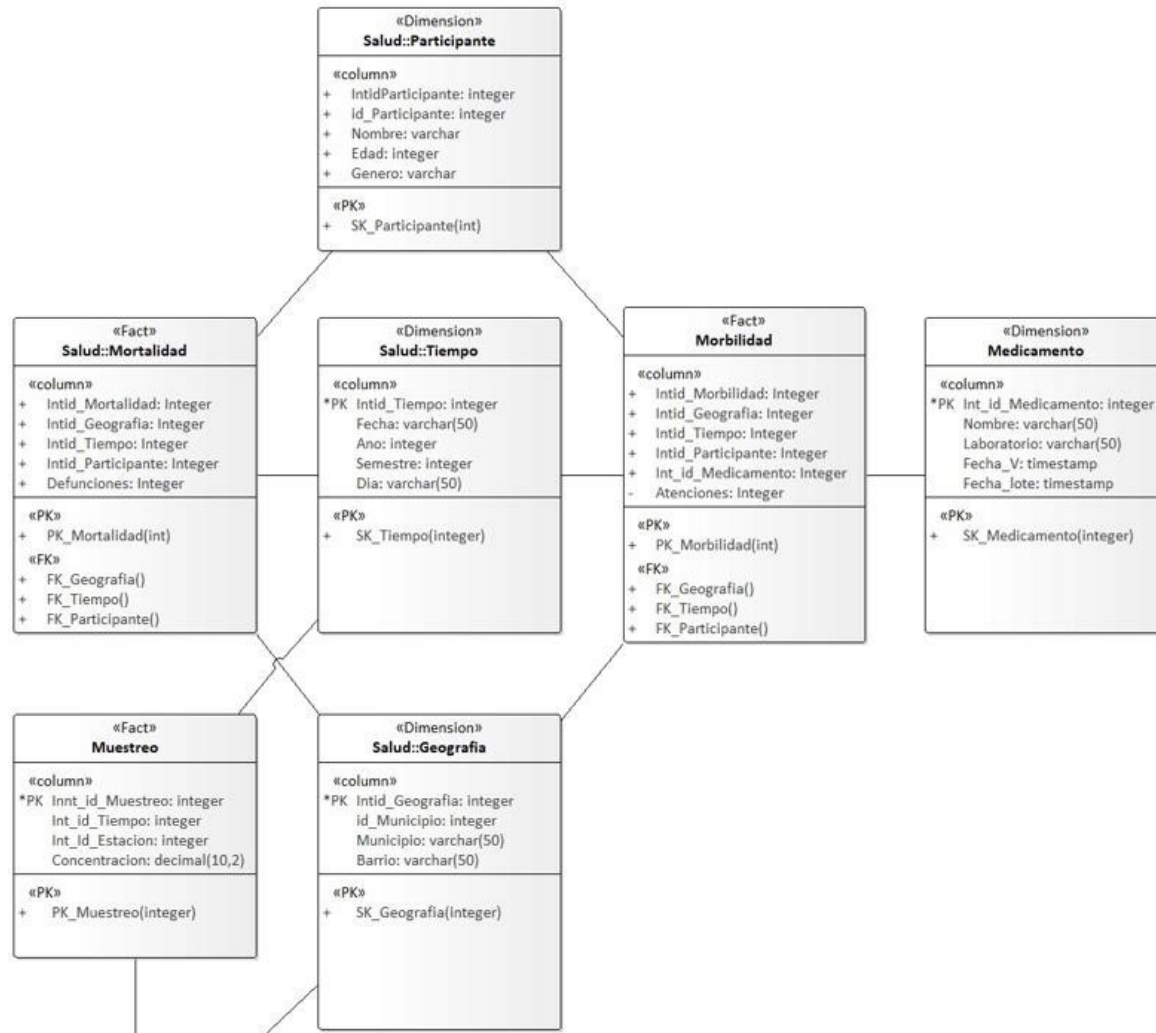 «Dimension»
Salud::Participante
«column»
+ IntidParticipante: integer
+ id_Participante: integer
+ Nombre: varchar
+ Edad: integer
+ Genero: varchar
«PK»
+ SK_Participante(int)
«Fact»
Salud::Mortalidad
«column»
+ Intid_Mortalidad: Integer
+ Intid_Geografia: Integer
+ Intid_Tiempo: Integer
+ Intid_Participante: Integer
+ Defunciones: Integer
«PK»
+ PK_Mortalidad(int)
«FK»
+ FK_Geografia()
+ FK_Tiempo()
+ FK_Participante()
«Dimension»
Salud::Tiempo
«column»
*PK Intid_Tiempo: integer
Fecha: varchar(50)
Ano: integer
Semestre: integer
Dia: varchar(50)
«PK»
+ SK_Tiempo(integer)
«Fact»
Morbilidad
«column»
+ Intid_Morbilidad: Integer
+ Intid_Geografia: Integer
+ Intid_Tiempo: Integer
+ Intid_Participante: Integer
+ Int_id_Medicamento: Integer
- Atenciones: Integer
«PK»
+ PK_Morbilidad(int)
«FK»
+ FK_Geografia()
+ FK_Tiempo()
+ FK_Participante()
«Dimension»
Medicamento
«column»
*PK Int_id_Medicamento: integer
Nombre: varchar(50)
Laboratorio: varchar(50)
Fecha_V: timestamp
Fecha_lote: timestamp
«PK»
+ SK_Medicamento(integer)
«Fact»
Muestreo
«column»
*PK Innt_id_Muestreo: integer
Int_id_Tiempo: integer
Int_Id_Estacion: integer
Concentracion: decimal(10,2)
«PK»
+ PK_Muestreo(integer)
«Dimension»
Salud::Geografia
«column»
*PK Intid_Geografia: integer
id_Municipio: integer
Municipio: varchar(50)
Barrio: varchar(50)
«PK»
+ SK_Geografia(integer)